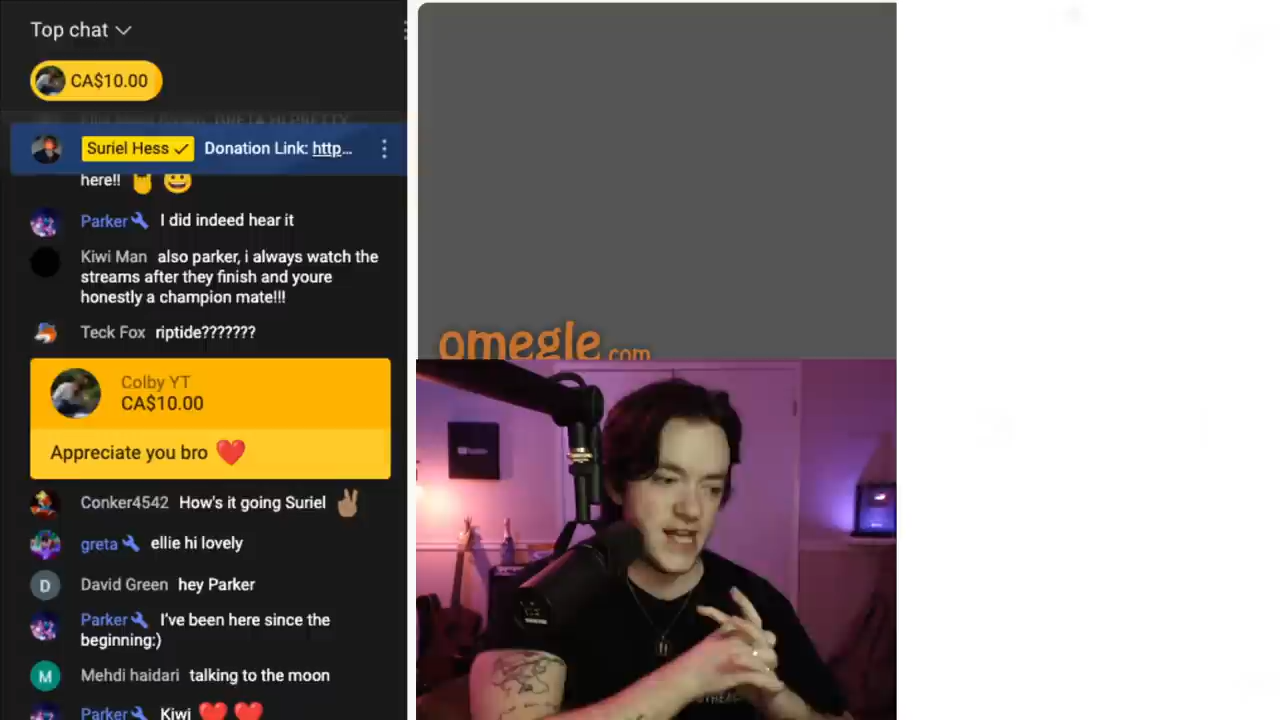 Top chat
CA$10.00
Suriel Hess Donation Link: http...
here!!
Parker I did indeed hear it
Kiwi Man also parker, i always watch the
streams after they finish and youre
honestly a champion mate!!!
Teck Fox riptide???????
Colby YT
CA$10.00
Appreciate you bro
Conker4542 How's it going Suriel
greta ellie hi lovely
D
David Green hey Parker
Parker I've been here since the
beginning:)
M
Mehdi haidari talking to the moon
Parker Kiwi
omegle.com